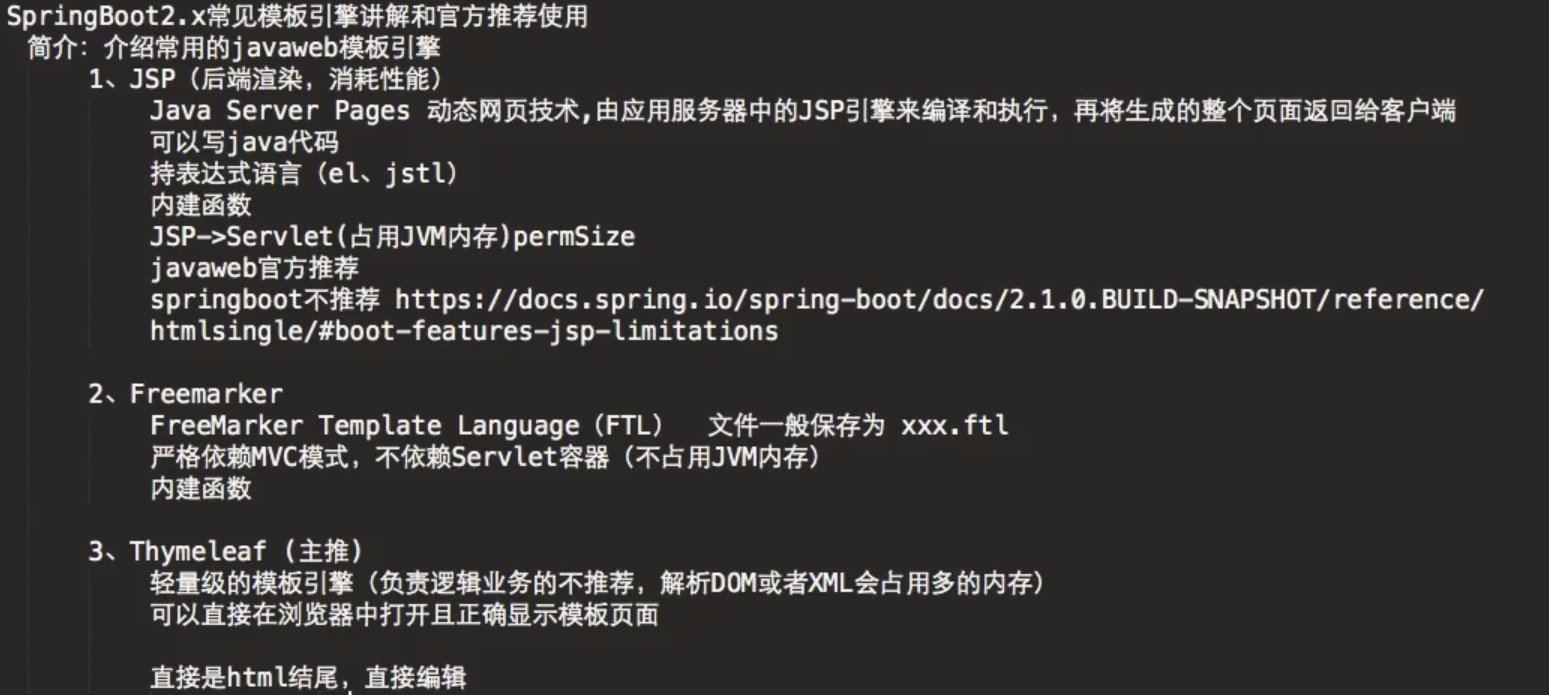 SpringBoot2.x常见模板引擎讲解和官方推荐使用
简介：介绍常用的javaweb模板引擎
1、JSP（后端渲染，消耗性能）
Java Server Pages 动态网页技术,由应用服务器中的JSP引擎来编译和执行，再将生成的整个页面返回给客户端
可以写java代码
持表达式语言（el、jstl）
内建函数
JSP->Servlet(占用JVM内存)permSize
javaweb官方推荐
springboot不推荐 https://docs.spring.io/spring-boot/docs/2.1.0.BUILD-SNAPSHOT/reference/
htmlsingle/#boot-features-jsp-limitations
2、Freemarker
FreeMarker Template Language（FTL） 文件一般保存为 xxx.ftl
严格依赖MVC模式，不依赖Servlet容器（不占用JVM内存）
内建函数
3、Thymeleaf (主推)
轻量级的模板引擎（负责逻辑业务的不推荐，解析DOM或者XML会占用多的内存）
可以直接在浏览器中打开且正确显示模板页面
直接是html结尾，直接编辑